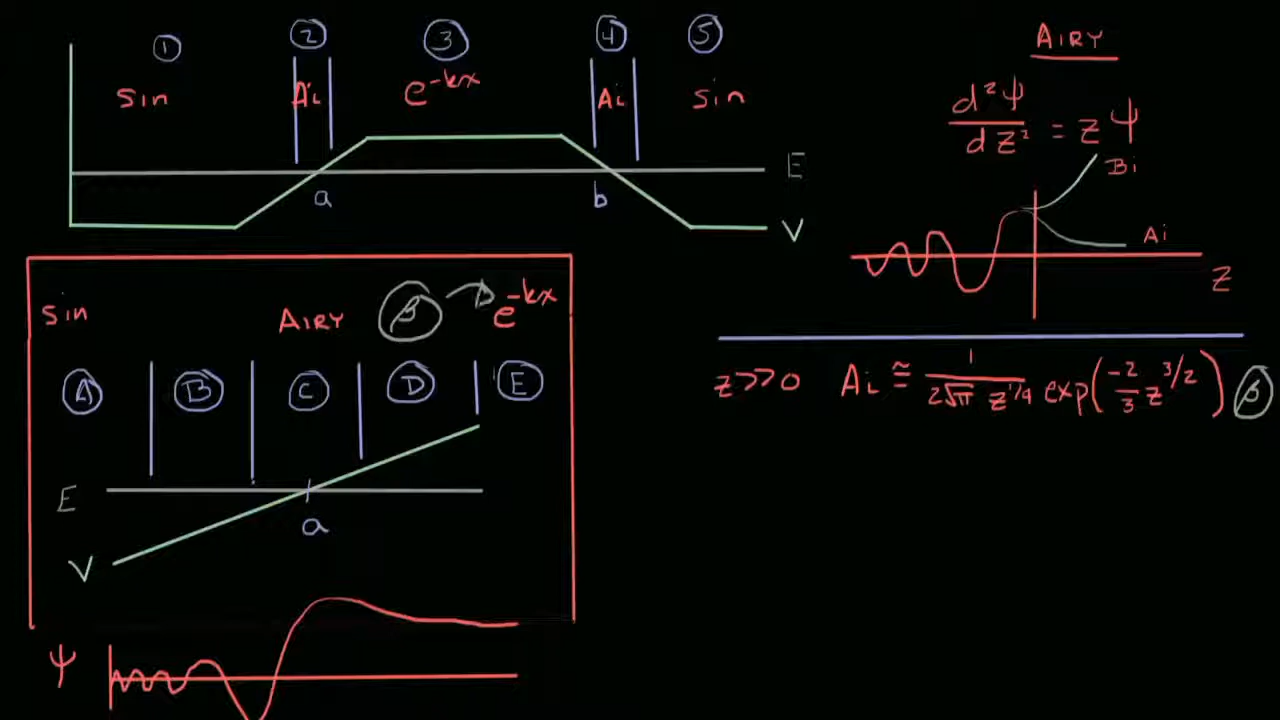 ① ② ③ ④ ⑤
sin Ai e^-kx Ai sin
E
a b
V
AIRY
d²Ψ/dz² = zΨ
Bi
Ai
z
sin AIRY β e^-kx
A B C D E
E
a
V
Ψ
z>>0 Ai ≅ 1/(2√π z^1/4) exp(-2/3 z^3/2) β